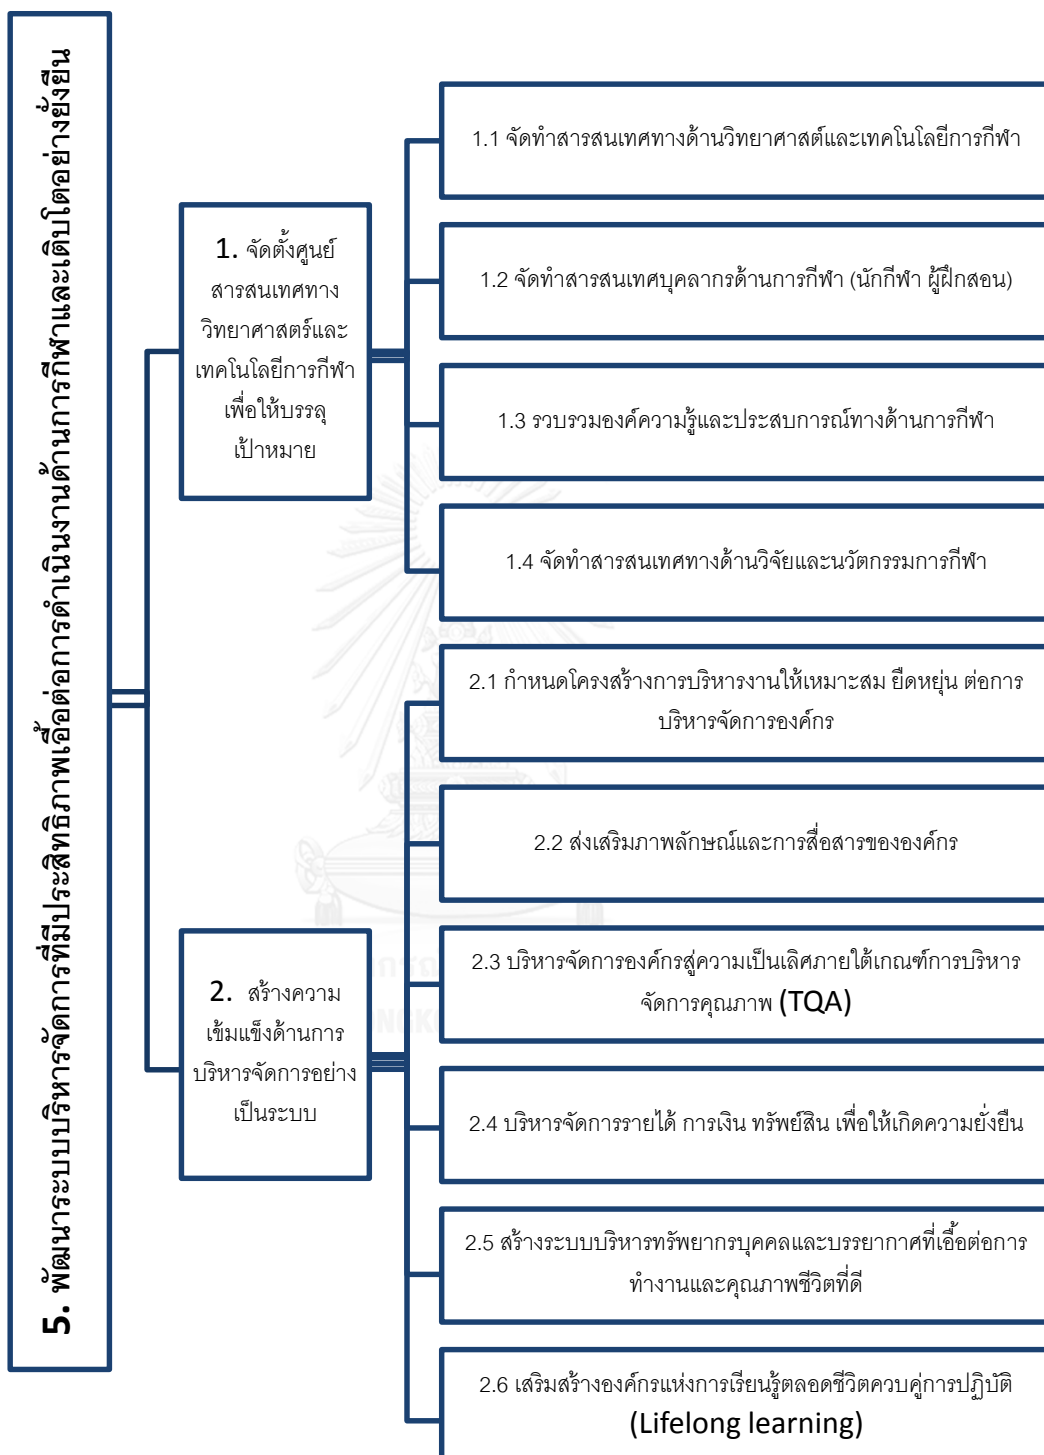 5. พัฒนาระบบบริหารจัดการที่มีประสิทธิภาพเอื้อต่อการดำเนินงานด้านการกีฬาและเติบโตอย่างยั่งยืน
1. จัดตั้งศูนย์
สารสนเทศทาง
วิทยาศาสตร์และ
เทคโนโลยีการกีฬา
เพื่อให้บรรลุ
เป้าหมาย
1.1 จัดทำสารสนเทศทางด้านวิทยาศาสต์และเทคโนโลยีการกีฬา
1.2 จัดทำสารสนเทศบุคลากรด้านการกีฬา (นักกีฬา ผู้ฝึกสอน)
1.3 รวบรวมองค์ความรู้และประสบการณ์ทางด้านการกีฬา
1.4 จัดทำสารสนเทศทางด้านวิจัยและนวัตกรรมการกีฬา
2. สร้างความ
เข้มแข็งด้านการ
บริหารจัดการอย่าง
เป็นระบบ
2.1 กำหนดโครงสร้างการบริหารงานให้เหมาะสม ยืดหยุ่น ต่อการ
บริหารจัดการองค์กร
2.2 ส่งเสริมภาพลักษณ์และการสื่อสารขององค์กร
2.3 บริหารจัดการองค์กรสู่ความเป็นเลิศภายใต้เกณฑ์การบริหาร
จัดการคุณภาพ (TQA)
2.4 บริหารจัดการรายได้ การเงิน ทรัพย์สิน เพื่อให้เกิดความยั่งยืน
2.5 สร้างระบบบริหารทรัพยากรบุคคลและบรรยากาศที่เอื้อต่อการ
ทำงานและคุณภาพชีวิตที่ดี
2.6 เสริมสร้างองค์กรแห่งการเรียนรู้ตลอดชีวิตควบคู่การปฏิบัติ
(Lifelong learning)